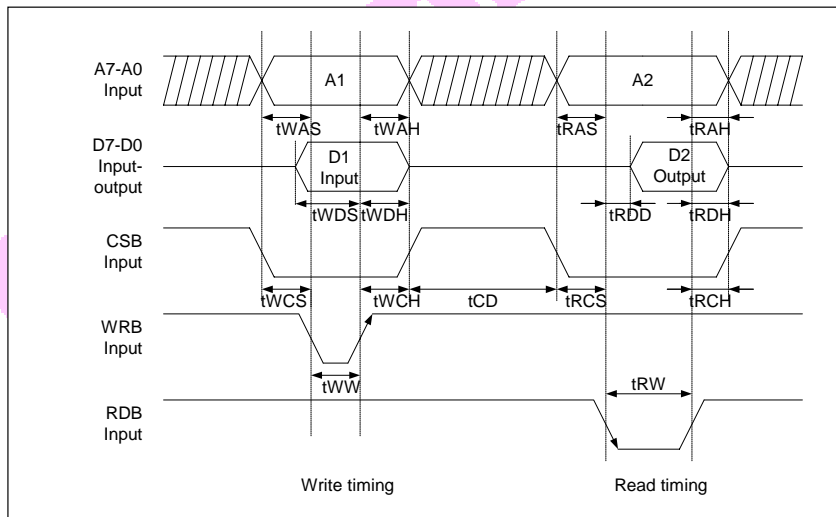 A7-A0
Input
A1
A2
tWAS
tWAH
tRAS
tRAH
D7-D0
Input-
output
D1
Input
D2
Output
tWDS
tWDH
tRDD
tRDH
CSB
Input
tWCS
tWCH
tCD
tRCS
tRCH
WRB
Input
tWW
tRW
RDB
Input
Write timing
Read timing